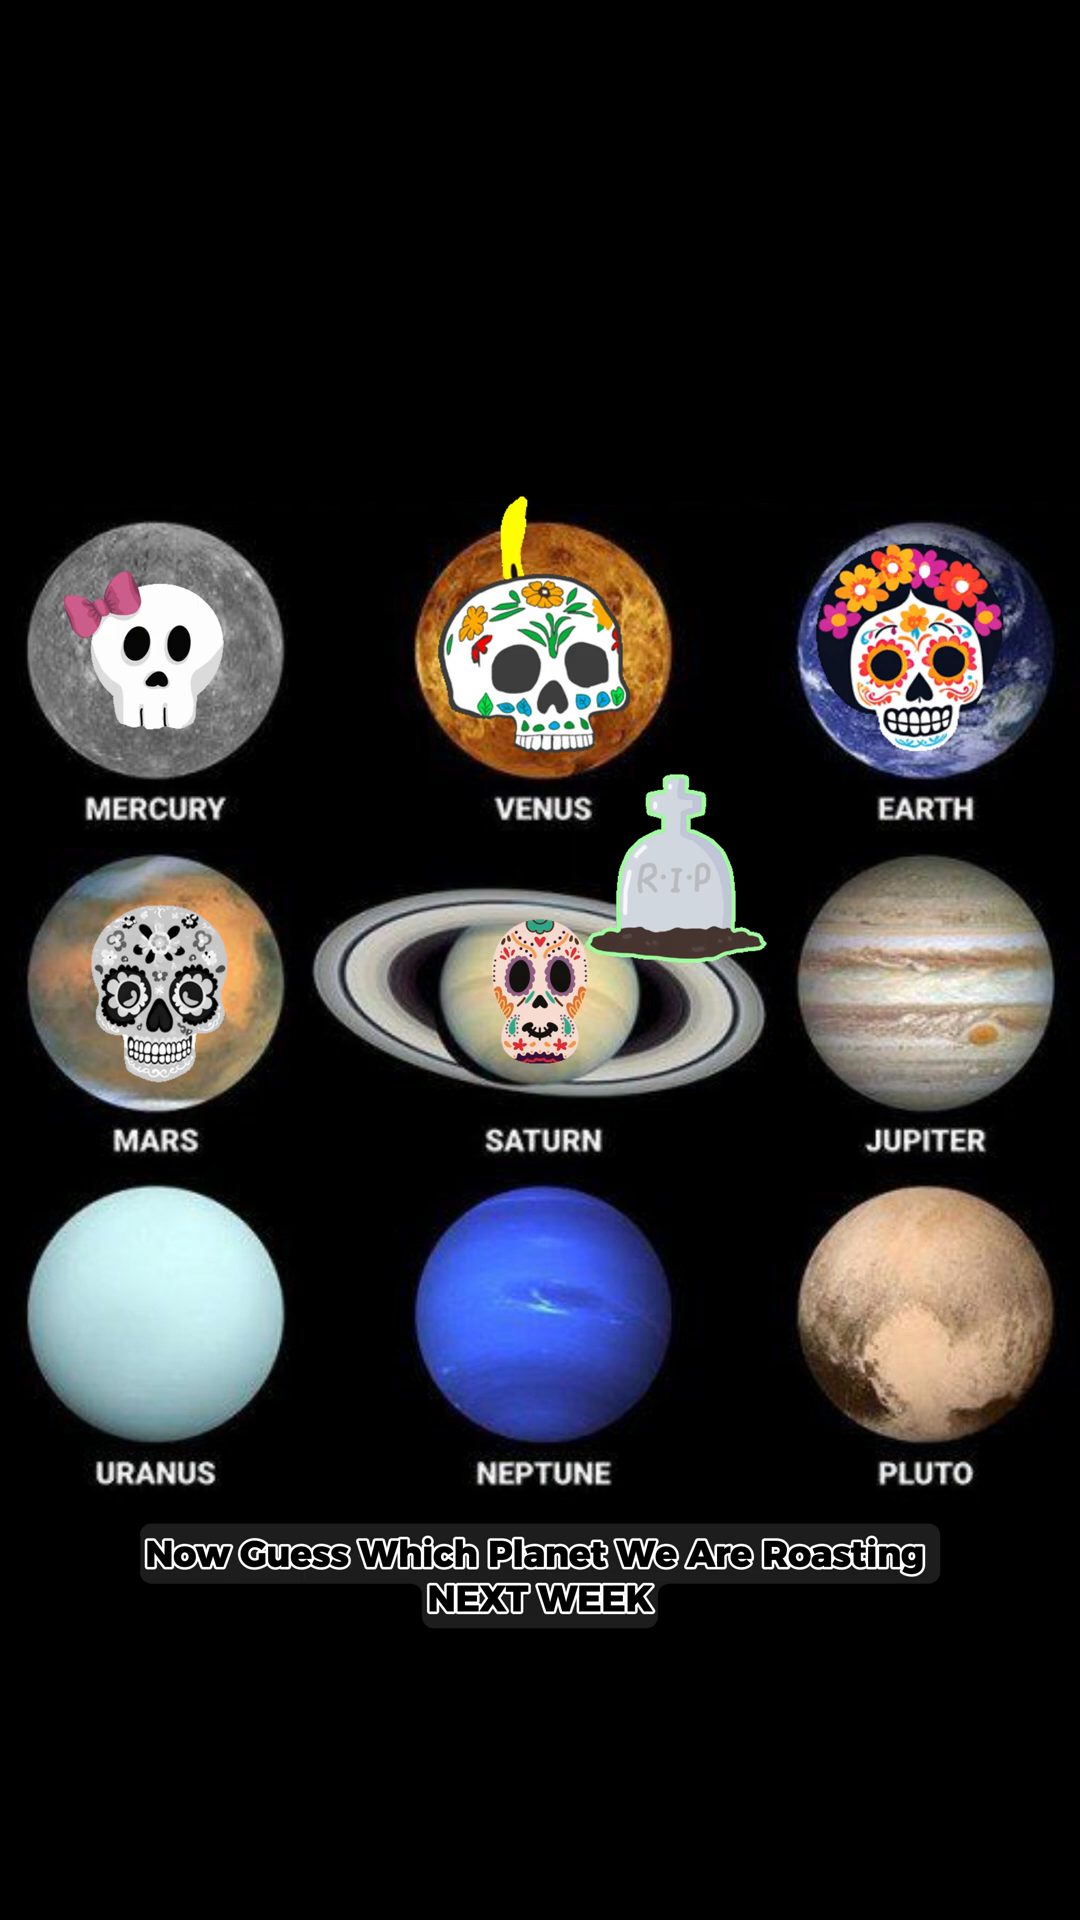 MERCURY
VENUS
EARTH
R·I·P
MARS
SATURN
JUPITER
URANUS
NEPTUNE
PLUTO
Now Guess Which Planet We Are Roasting
NEXT WEEK